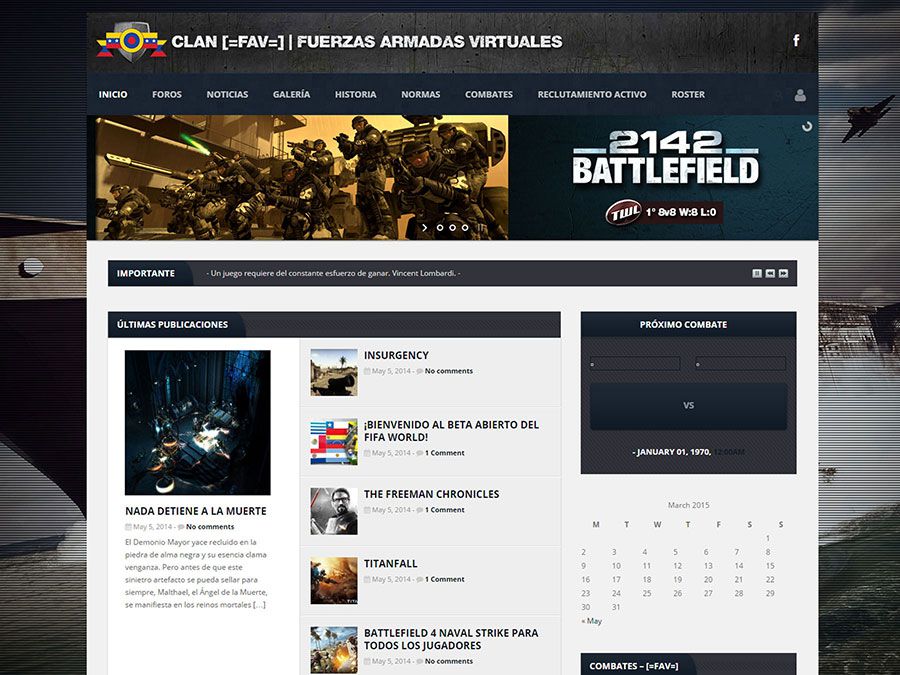 CLAN [=FAV=] | FUERZAS ARMADAS VIRTUALES
f
INICIO FOROS NOTICIAS GALERÍA HISTORIA NORMAS COMBATES RECLUTAMIENTO ACTIVO ROSTER
2142
BATTLEFIELD
TWL 1° 8v8 W:8 L:0
IMPORTANTE - Un juego requiere del constante esfuerzo de ganar. Vincent Lombardi. -
ÚLTIMAS PUBLICACIONES
NADA DETIENE A LA MUERTE
May 5, 2014 - No comments
El Demonio Mayor yace recluido en la
piedra de alma negra y su esencia clama
venganza. Pero antes de que este
sinietro artefacto se pueda sellar para
siempre, Malthael, el Ángel de la Muerte,
se manifiesta en los reinos mortales […]
INSURGENCY
May 5, 2014 - No comments
¡BIENVENIDO AL BETA ABIERTO DEL
FIFA WORLD!
May 5, 2014 - 1 Comment
THE FREEMAN CHRONICLES
May 5, 2014 - 1 Comment
TITANFALL
May 5, 2014 - 1 Comment
BATTLEFIELD 4 NAVAL STRIKE PARA
TODOS LOS JUGADORES
May 5, 2014 - No comments
PRÓXIMO COMBATE
VS
- JANUARY 01, 1970, 12:00AM
March 2015
M T W T F S S
1
2 3 4 5 6 7 8
9 10 11 12 13 14 15
16 17 18 19 20 21 22
23 24 25 26 27 28 29
30 31
« May
COMBATES – [=FAV=]